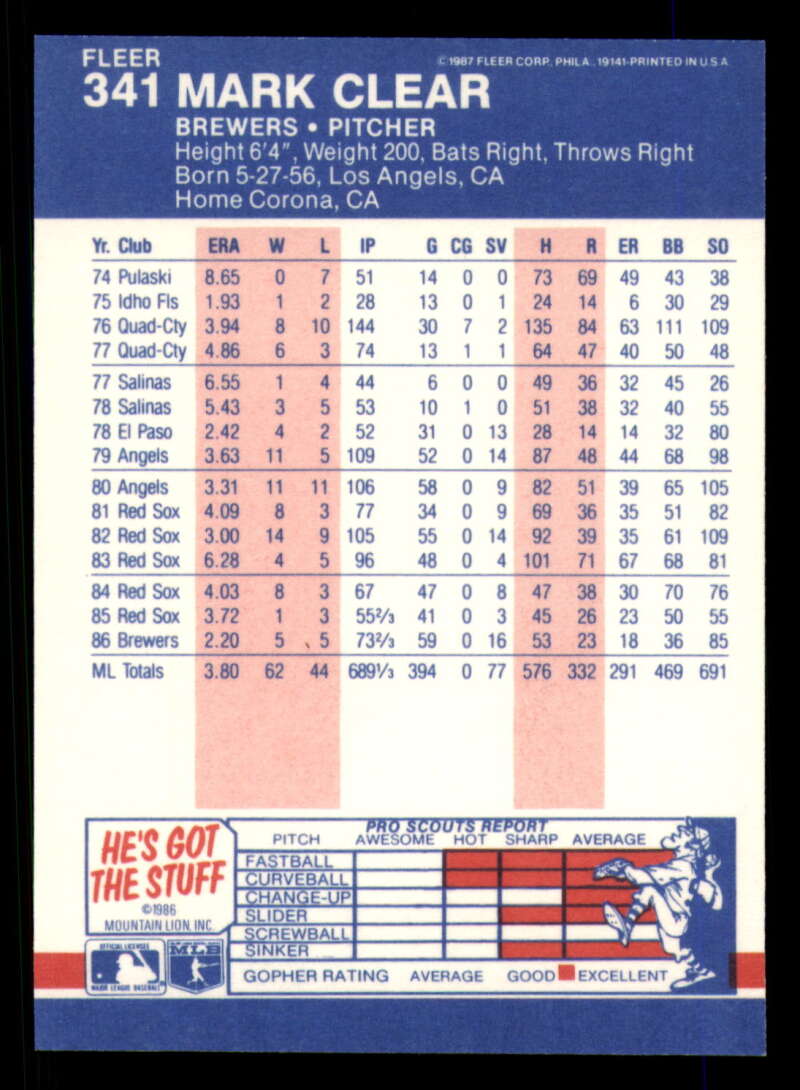 FLEER
© 1987 FLEER CORP., PHILA., 19141-PRINTED IN U.S.A
341 MARK CLEAR
BREWERS • PITCHER
Height 6'4", Weight 200, Bats Right, Throws Right
Born 5-27-56, Los Angels, CA
Home Corona, CA
Yr. Club ERA W L IP G CG SV H R ER BB SO
74 Pulaski 8.65 0 7 51 14 0 0 73 69 49 43 38
75 Idho Fls 1.93 1 2 28 13 0 1 24 14 6 30 29
76 Quad-Cty 3.94 8 10 144 30 7 2 135 84 63 111 109
77 Quad-Cty 4.86 6 3 74 13 1 1 64 47 40 50 48
77 Salinas 6.55 1 4 44 6 0 0 49 36 32 45 26
78 Salinas 5.43 3 5 53 10 1 0 51 38 32 40 55
78 El Paso 2.42 4 2 52 31 0 13 28 14 14 32 80
79 Angels 3.63 11 5 109 52 0 14 87 48 44 68 98
80 Angels 3.31 11 11 106 58 0 9 82 51 39 65 105
81 Red Sox 4.09 8 3 77 34 0 9 69 36 35 51 82
82 Red Sox 3.00 14 9 105 55 0 14 92 39 35 61 109
83 Red Sox 6.28 4 5 96 48 0 4 101 71 67 68 81
84 Red Sox 4.03 8 3 67 47 0 8 47 38 30 70 76
85 Red Sox 3.72 1 3 55 2/3 41 0 3 45 26 23 50 55
86 Brewers 2.20 5 5 73 2/3 59 0 16 53 23 18 36 85
ML Totals 3.80 62 44 689 1/3 394 0 77 576 332 291 469 691
HE'S GOT
THE STUFF
©1986
MOUNTAIN LION, INC.
OFFICIAL LICENSEE
MAJOR LEAGUE BASEBALL
MLB
PRO SCOUTS REPORT
PITCH AWESOME HOT SHARP AVERAGE
FASTBALL
CURVEBALL
CHANGE-UP
SLIDER
SCREWBALL
SINKER
GOPHER RATING AVERAGE GOOD EXCELLENT